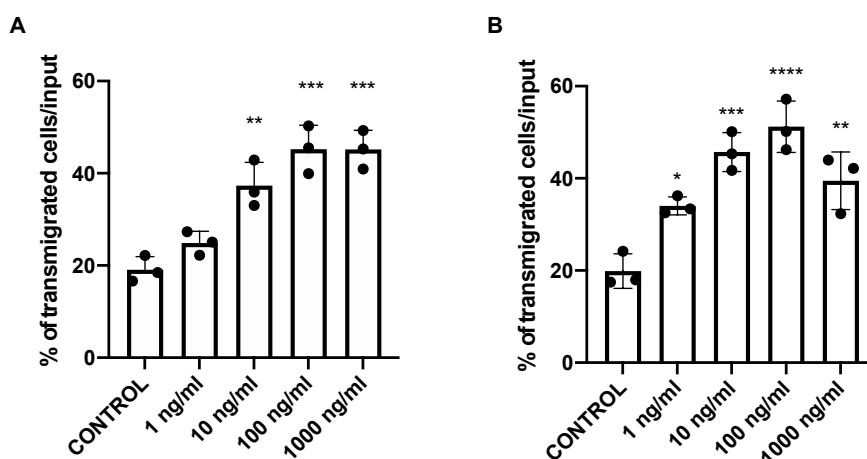 A
% of transmigrated cells/input
60
40
20
0
** *** ***
CONTROL
1 ng/ml
10 ng/ml
100 ng/ml
1000 ng/ml
B
% of transmigrated cells/input
60
40
20
0
* *** **** **
CONTROL
1 ng/ml
10 ng/ml
100 ng/ml
1000 ng/ml